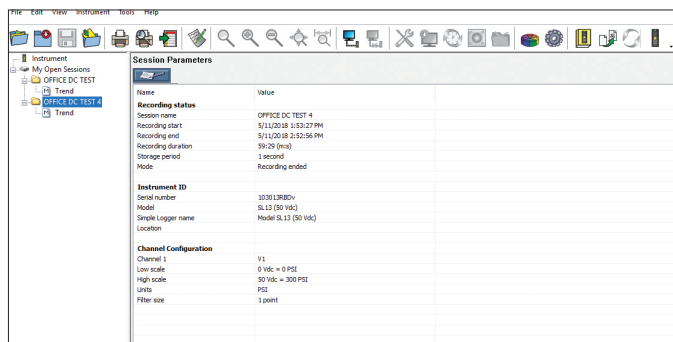 File Edit View Instrument Tools Help
Instrument
My Open Sessions
OFFICE DC TEST
M Trend
OFFICE DC TEST 4
M Trend
Session Parameters
Name Value
Recording status
Session name OFFICE DC TEST 4
Recording start 5/11/2018 1:53:27 PM
Recording end 5/11/2018 2:52:56 PM
Recording duration 59:29 (m:s)
Storage period 1 second
Mode Recording ended
Instrument ID
Serial number 103013RBDv
Model SL13 (50 Vdc)
Simple Logger name Model SL13 (50 Vdc)
Location
Channel Configuration
Channel 1 V1
Low scale 0 Vdc = 0 PSI
High scale 50 Vdc = 300 PSI
Units PSI
Filter size 1 point